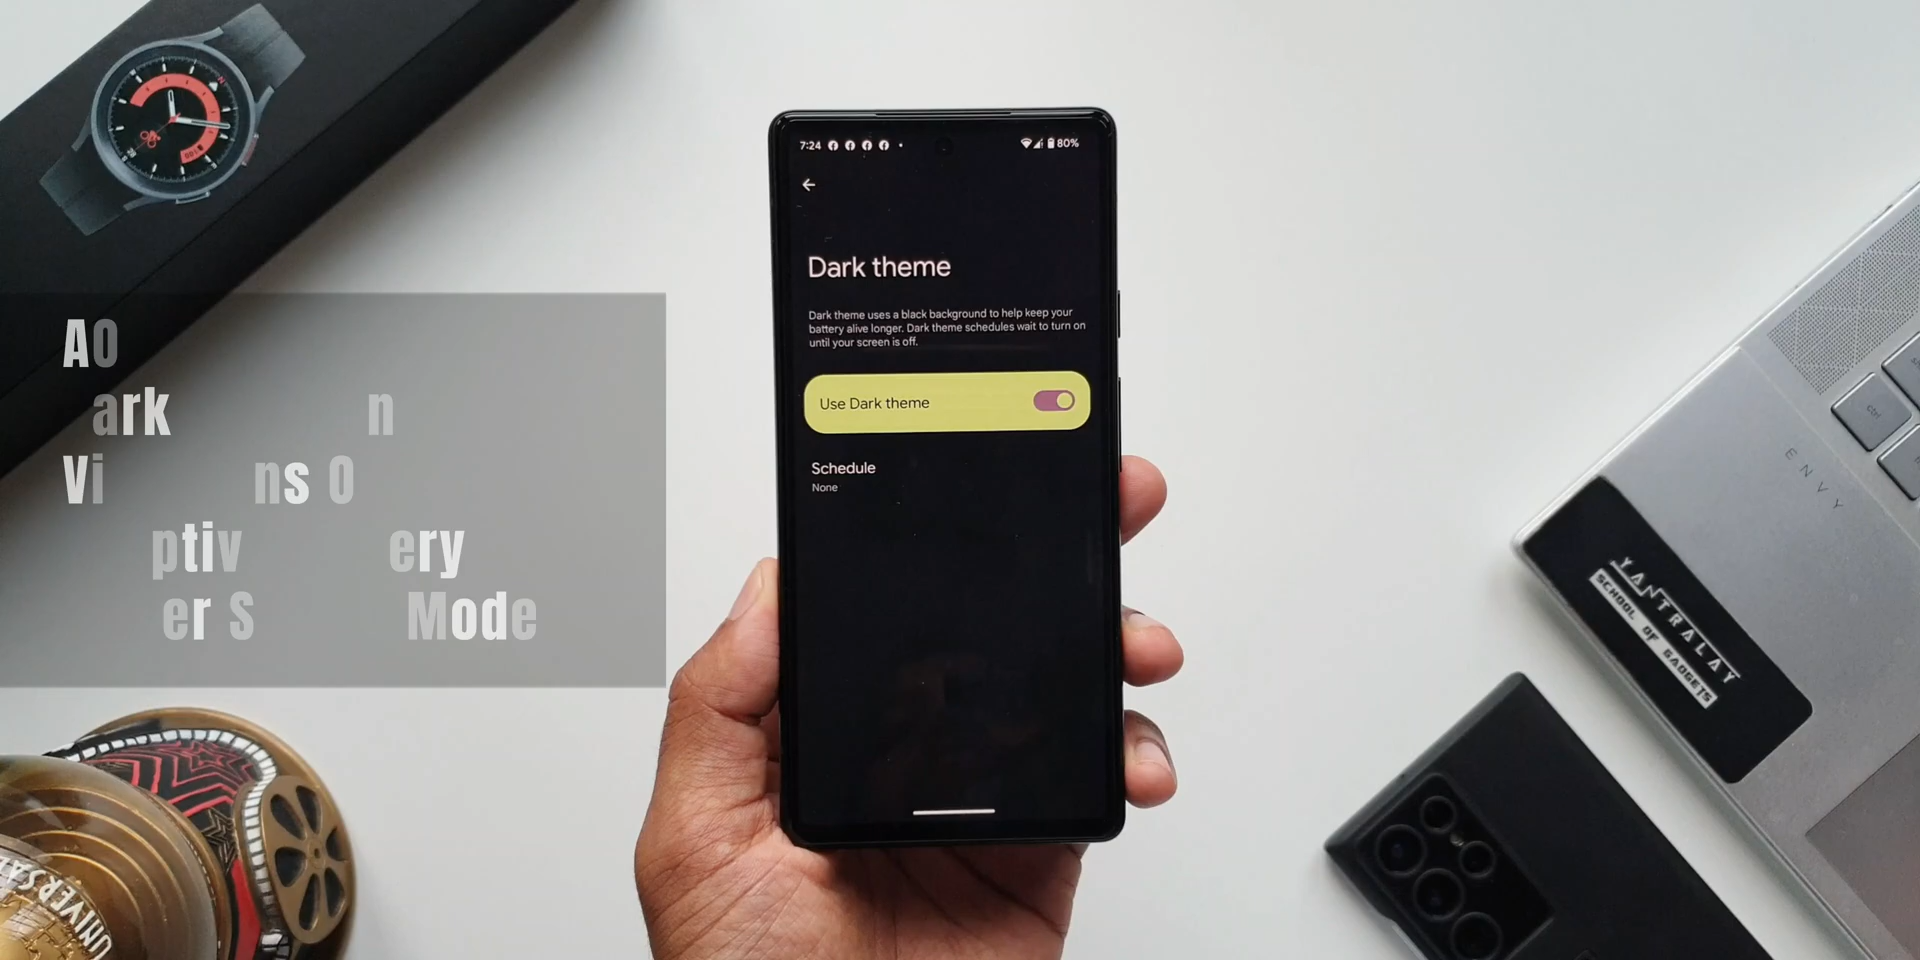 7:24 80%
Dark theme
Dark theme uses a black background to help keep your
battery alive longer. Dark theme schedules wait to turn on
until your screen is off.
Use Dark theme
Schedule
None
AO
ark n
Vi ns O
ptiv ery
er S Mode
ENVY
ctrl
YANTRALAY
SCHOOL OF GADGETS
UNIVERSAL